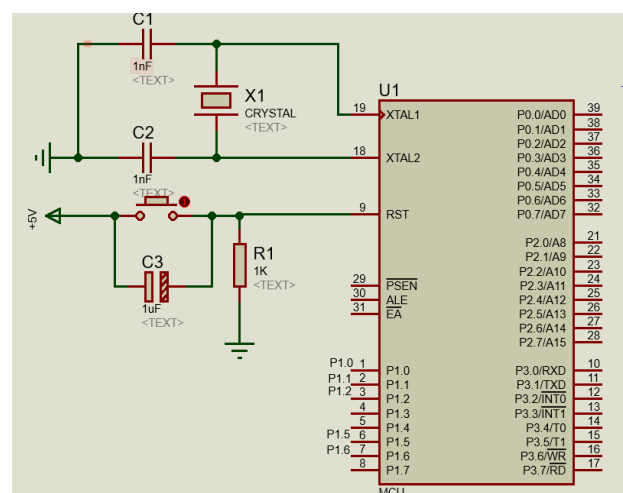 C1
1nF
<TEXT>
X1
CRYSTAL
<TEXT>
C2
1nF
<TEXT>
+5V
C3
1uF
<TEXT>
R1
1K
<TEXT>
U1
19 XTAL1
18 XTAL2
9 RST
29 PSEN
30 ALE
31 EA
P1.0 1 P1.0
P1.1 2 P1.1
P1.2 3 P1.2
4 P1.3
5 P1.4
P1.5 6 P1.5
P1.6 7 P1.6
8 P1.7
P0.0/AD0 39
P0.1/AD1 38
P0.2/AD2 37
P0.3/AD3 36
P0.4/AD4 35
P0.5/AD5 34
P0.6/AD6 33
P0.7/AD7 32
P2.0/A8 21
P2.1/A9 22
P2.2/A10 23
P2.3/A11 24
P2.4/A12 25
P2.5/A13 26
P2.6/A14 27
P2.7/A15 28
P3.0/RXD 10
P3.1/TXD 11
P3.2/INT0 12
P3.3/INT1 13
P3.4/T0 14
P3.5/T1 15
P3.6/WR 16
P3.7/RD 17
MCU